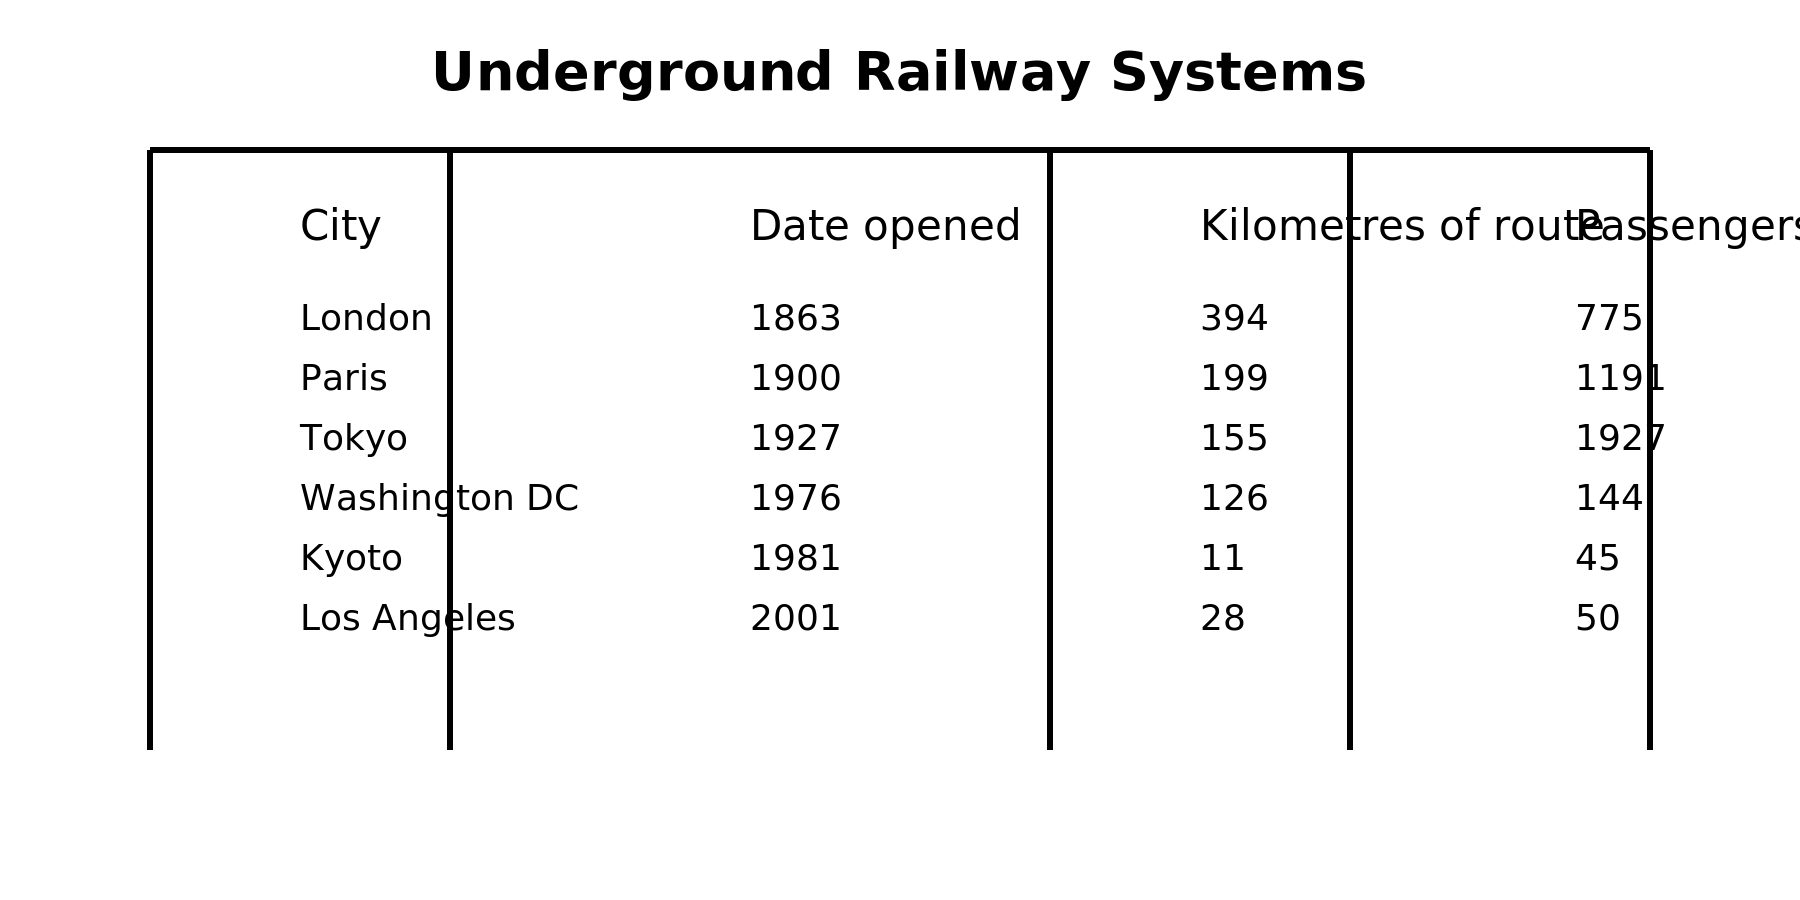 Underground Railway Systems
City Date opened Kilometres of route Passengers
London 1863 394 775
Paris 1900 199 1191
Tokyo 1927 155 1927
Washington DC 1976 126 144
Kyoto 1981 11 45
Los Angeles 2001 28 50